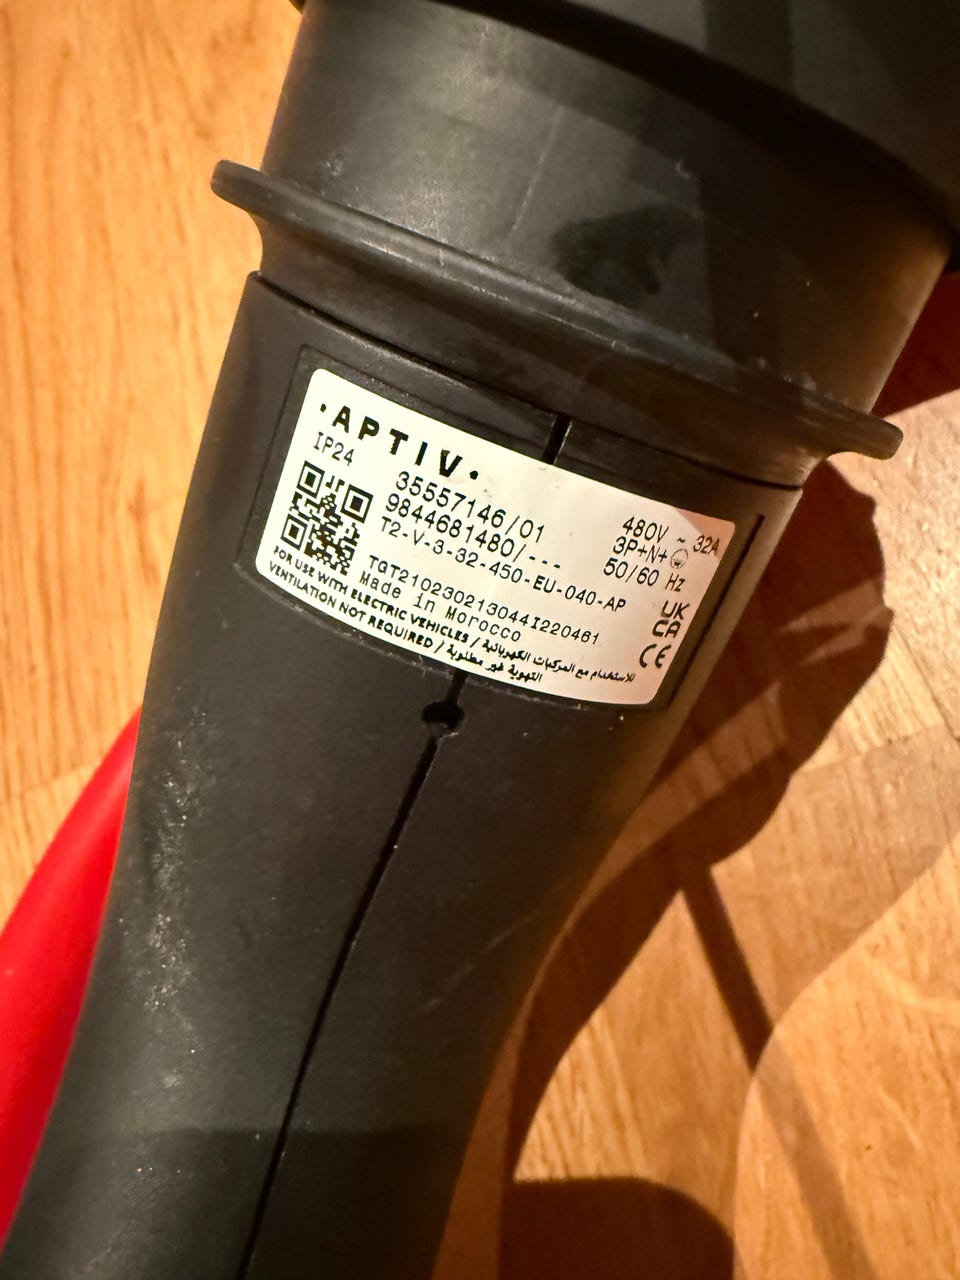 ·APTIV·
IP24
35557146/01
9844681480/---
T2-V-3-32-450-EU-040-AP
480V ~ 32A
3P+N+
50/60 Hz
TGT210230213044I220461
Made in Morocco
UK
CA
CE
FOR USE WITH ELECTRIC VEHICLES / للاستخدام مع المركبات الكهربائية
VENTILATION NOT REQUIRED / التهوية غير مطلوبة